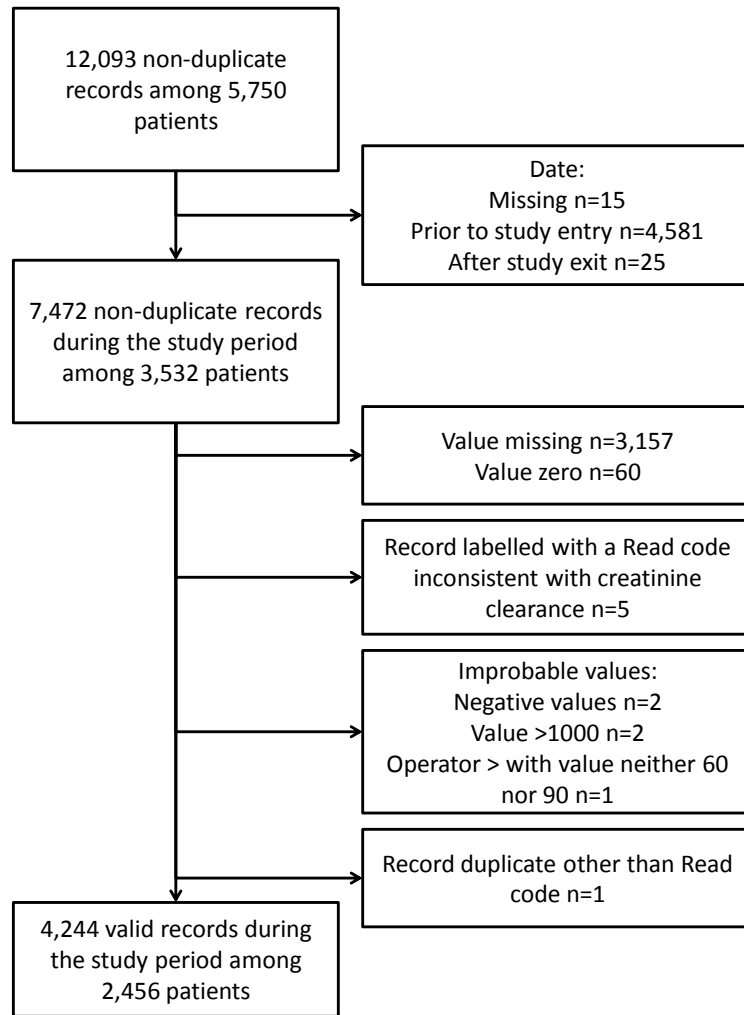 12,093 non-duplicate
records among 5,750
patients
Date:
Missing n=15
Prior to study entry n=4,581
After study exit n=25
7,472 non-duplicate records
during the study period
among 3,532 patients
Value missing n=3,157
Value zero n=60
Record labelled with a Read code
inconsistent with creatinine
clearance n=5
Improbable values:
Negative values n=2
Value >1000 n=2
Operator > with value neither 60
nor 90 n=1
Record duplicate other than Read
code n=1
4,244 valid records during
the study period among
2,456 patients